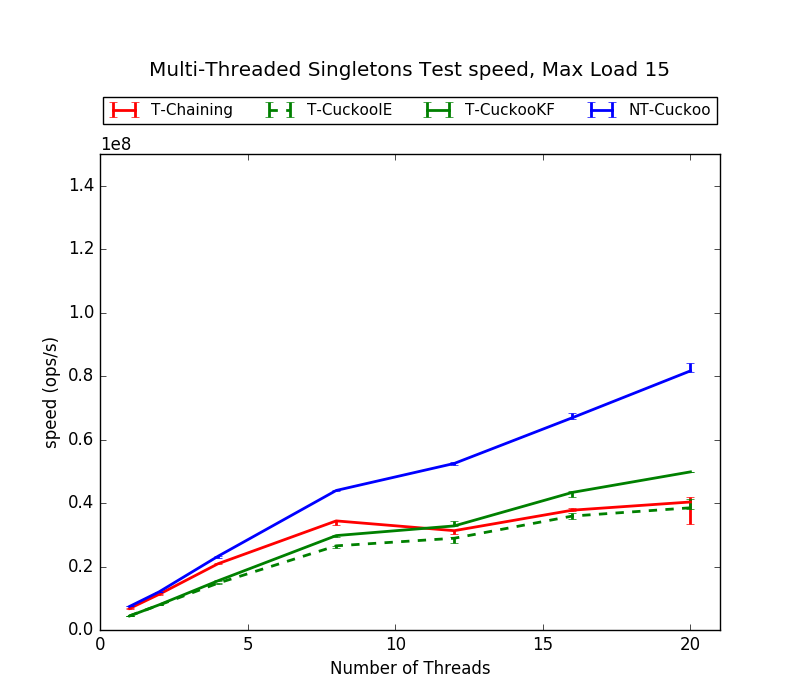 Multi-Threaded Singletons Test speed, Max Load 15
T-Chaining T-CuckooIE T-CuckooKF NT-Cuckoo
1e8
1.4
1.2
1.0
0.8
0.6
0.4
0.2
0.0
speed (ops/s)
0 5 10 15 20
Number of Threads